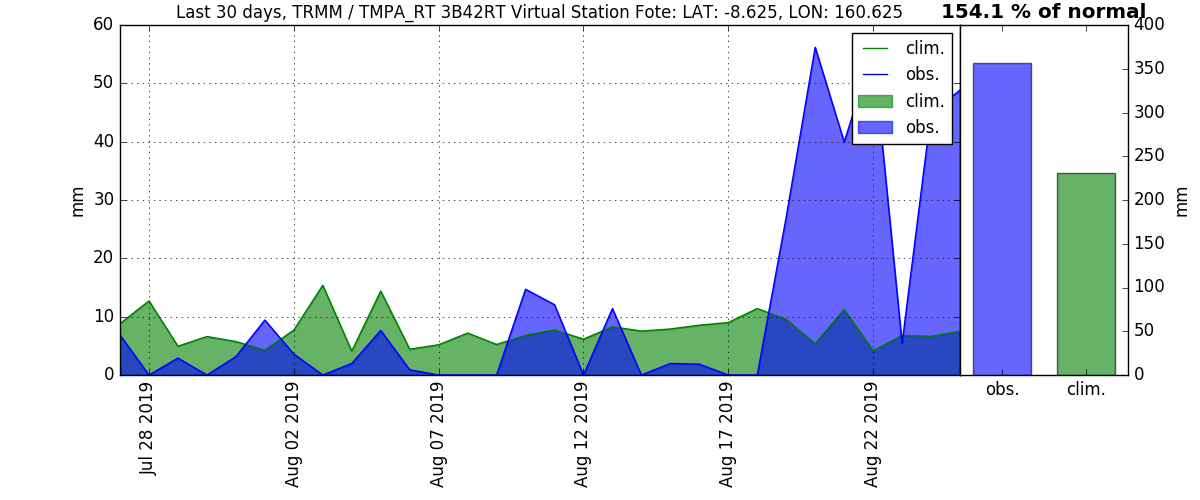 Last 30 days, TRMM / TMPA_RT 3B42RT Virtual Station Fote: LAT: -8.625, LON: 160.625
154.1 % of normal
clim.
obs.
clim.
obs.
mm
60
50
40
30
20
10
0
Jul 28 2019
Aug 02 2019
Aug 07 2019
Aug 12 2019
Aug 17 2019
Aug 22 2019
400
350
300
250
200
150
100
50
0
mm
obs.
clim.